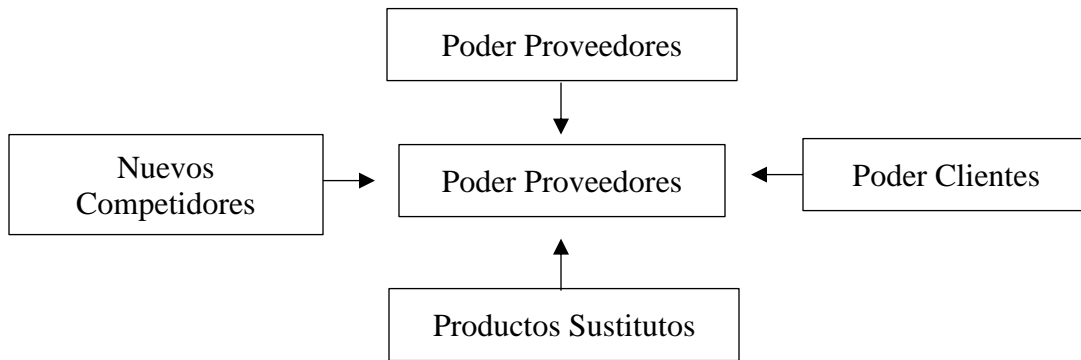 Poder Proveedores
Nuevos
Competidores
Poder Proveedores
Poder Clientes
Productos Sustitutos